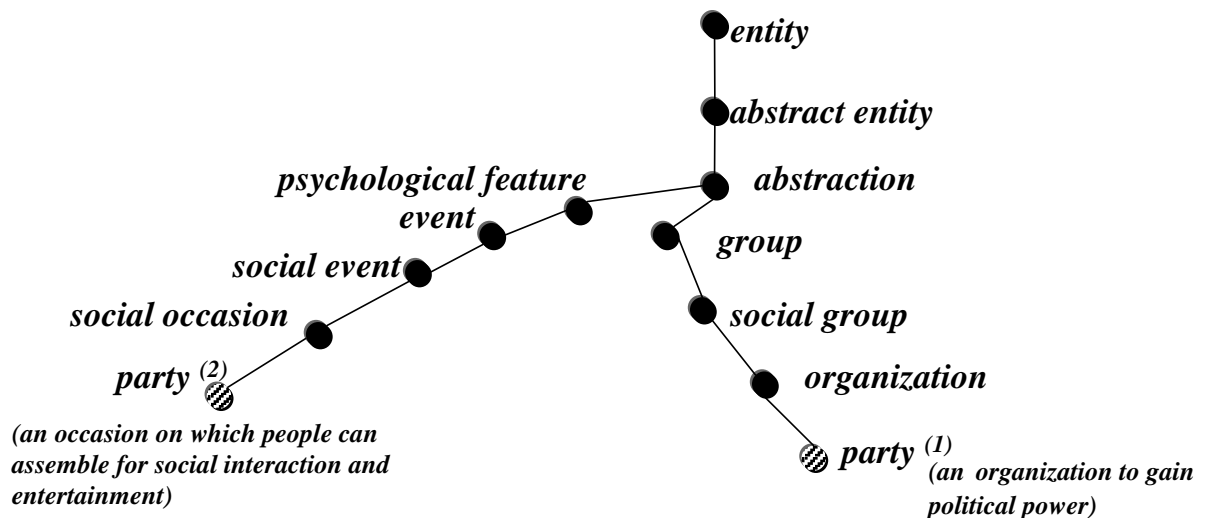 entity
abstract entity
psychological feature
abstraction
event
group
social event
social occasion
social group
party (2)
organization
(an occasion on which people can
assemble for social interaction and
entertainment)
party (1)
(an organization to gain
political power)